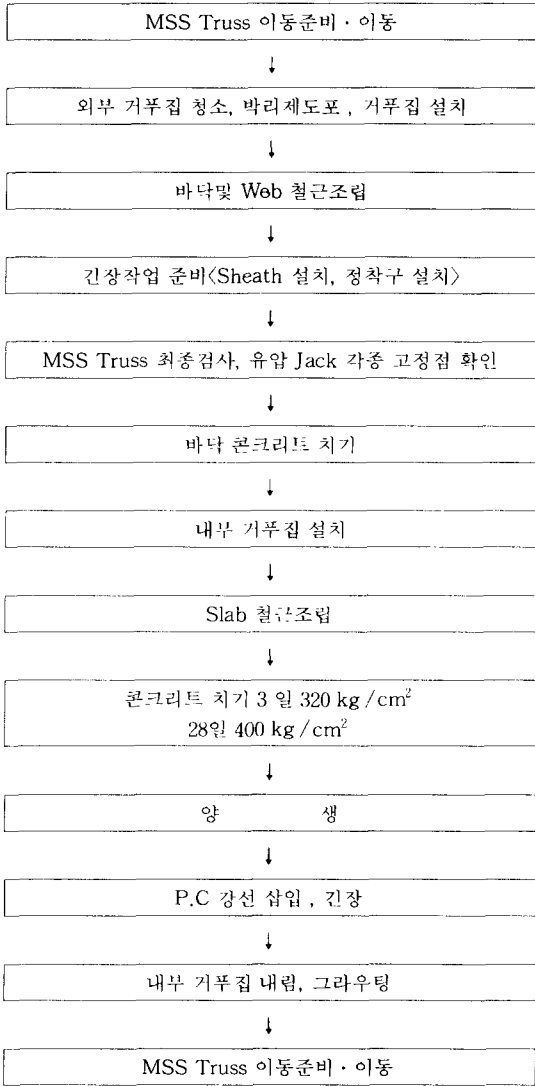 MSS Truss 이동준비·이동
↓
외부 거푸집 청소, 박리제도포, 거푸집 설치
↓
바닥및 Web 철근조립
↓
긴장작업 준비〈Sheath 설치, 정착구 설치〉
↓
MSS Truss 최종검사, 유압 Jack 각종 고정점 확인
↓
바닥 콘크리트 치기
↓
내부 거푸집 설치
↓
Slab 철근조립
↓
콘크리트 치기 3 일 320 kg/cm²
28일 400 kg/cm²
↓
양 생
↓
P.C 강선 삽입, 긴장
↓
내부 거푸집 내림, 그라우팅
↓
MSS Truss 이동준비·이동